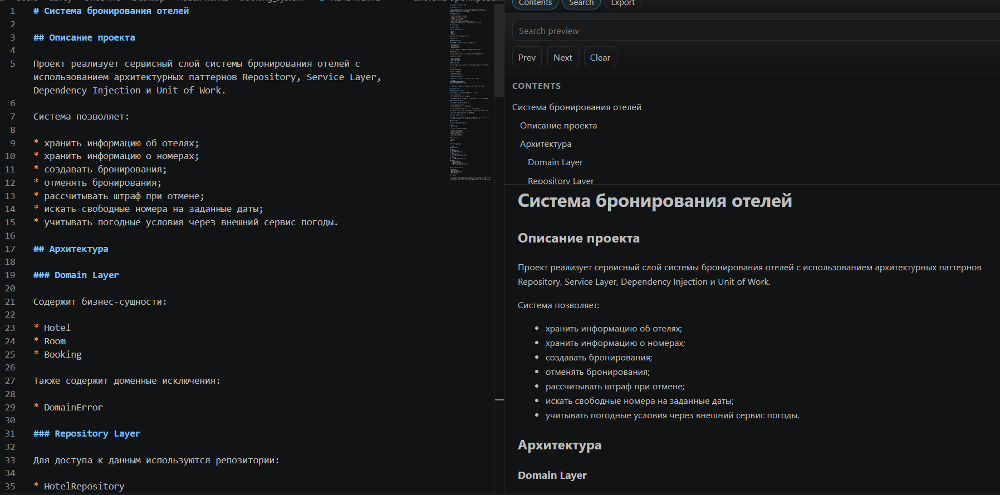 1 # Система бронирования отелей
2
3 ## Описание проекта
4
5 Проект реализует сервисный слой системы бронирования отелей с
использованием архитектурных паттернов Repository, Service Layer,
Dependency Injection и Unit of Work.
6
7 Система позволяет:
8
9 * хранить информацию об отелях;
10 * хранить информацию о номерах;
11 * создавать бронирования;
12 * отменять бронирования;
13 * рассчитывать штраф при отмене;
14 * искать свободные номера на заданные даты;
15 * учитывать погодные условия через внешний сервис погоды.
16
17 ## Архитектура
18
19 ### Domain Layer
20
21 Содержит бизнес-сущности:
22
23 * Hotel
24 * Room
25 * Booking
26
27 Также содержит доменные исключения:
28
29 * DomainError
30
31 ### Repository Layer
32
33 Для доступа к данным используются репозитории:
34
35 * HotelRepository
Contents Search Export
Search preview
Prev Next Clear
CONTENTS
Система бронирования отелей
Описание проекта
Архитектура
Domain Layer
Repository Layer
Система бронирования отелей
Описание проекта
Проект реализует сервисный слой системы бронирования отелей с использованием архитектурных паттернов
Repository, Service Layer, Dependency Injection и Unit of Work.
Система позволяет:
• хранить информацию об отелях;
• хранить информацию о номерах;
• создавать бронирования;
• отменять бронирования;
• рассчитывать штраф при отмене;
• искать свободные номера на заданные даты;
• учитывать погодные условия через внешний сервис погоды.
Архитектура
Domain Layer